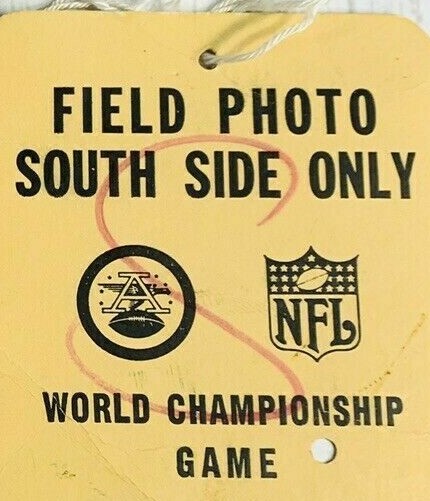 FIELD PHOTO
SOUTH SIDE ONLY
S
A
NFL
WORLD CHAMPIONSHIP
GAME